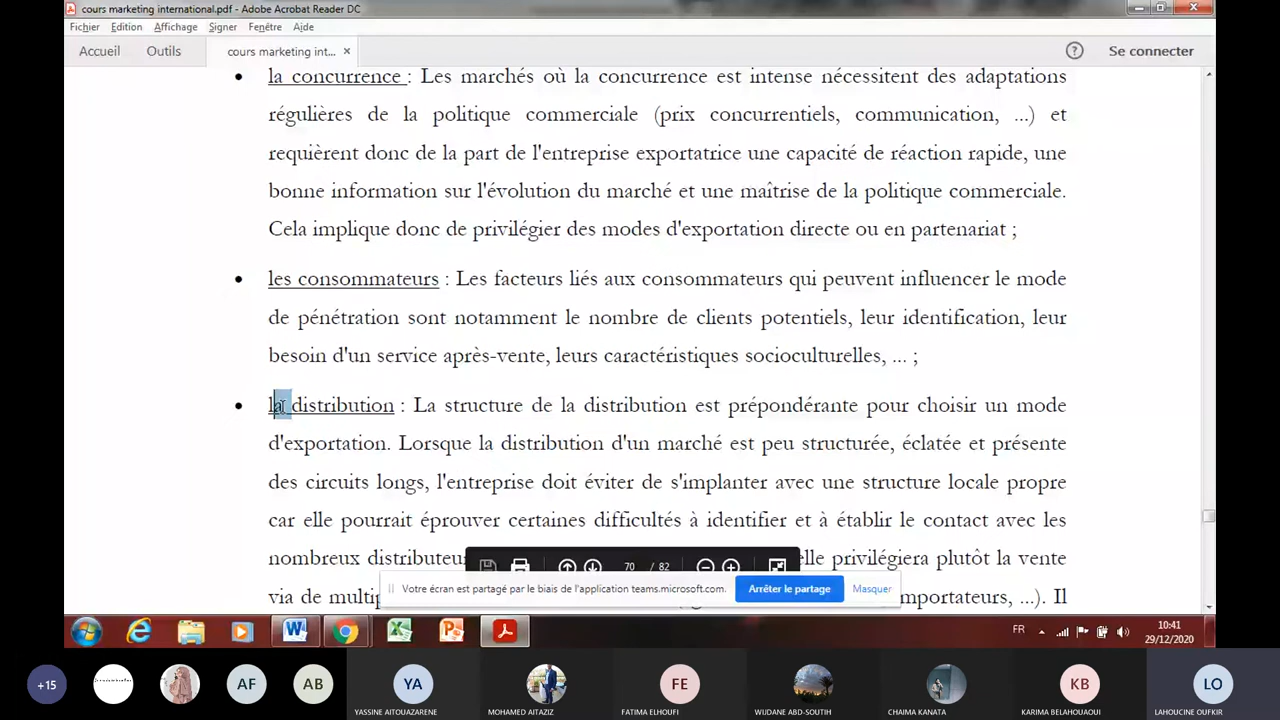 cours marketing international.pdf - Adobe Acrobat Reader DC
Fichier Edition Affichage Signer Fenêtre Aide
Accueil Outils cours marketing int... × ? Se connecter
• la concurrence : Les marchés où la concurrence est intense nécessitent des adaptations
régulières de la politique commerciale (prix concurrentiels, communication, ...) et
requièrent donc de la part de l'entreprise exportatrice une capacité de réaction rapide, une
bonne information sur l'évolution du marché et une maîtrise de la politique commerciale.
Cela implique donc de privilégier des modes d'exportation directe ou en partenariat ;
• les consommateurs : Les facteurs liés aux consommateurs qui peuvent influencer le mode
de pénétration sont notamment le nombre de clients potentiels, leur identification, leur
besoin d'un service après-vente, leurs caractéristiques socioculturelles, ... ;
• la distribution : La structure de la distribution est prépondérante pour choisir un mode
d'exportation. Lorsque la distribution d'un marché est peu structurée, éclatée et présente
des circuits longs, l'entreprise doit éviter de s'implanter avec une structure locale propre
car elle pourrait éprouver certaines difficultés à identifier et à établir le contact avec les
nombreux distributeu elle privilégiera plutôt la vente
70 / 82
via de multip mportateurs, ...). Il
Votre écran est partagé par le biais de l'application teams.microsoft.com. Arrêter le partage Masquer
FR 10:41
29/12/2020
+15 AF AB YA FE KB LO
YASSINE AITOUAZARENE MOHAMED AITAZIZ FATIMA ELHOUFI WIJDANE ABD-SOUTIH CHAIMA KANATA KARIMA BELAHOUAOUI LAHOUCINE OUFKIR